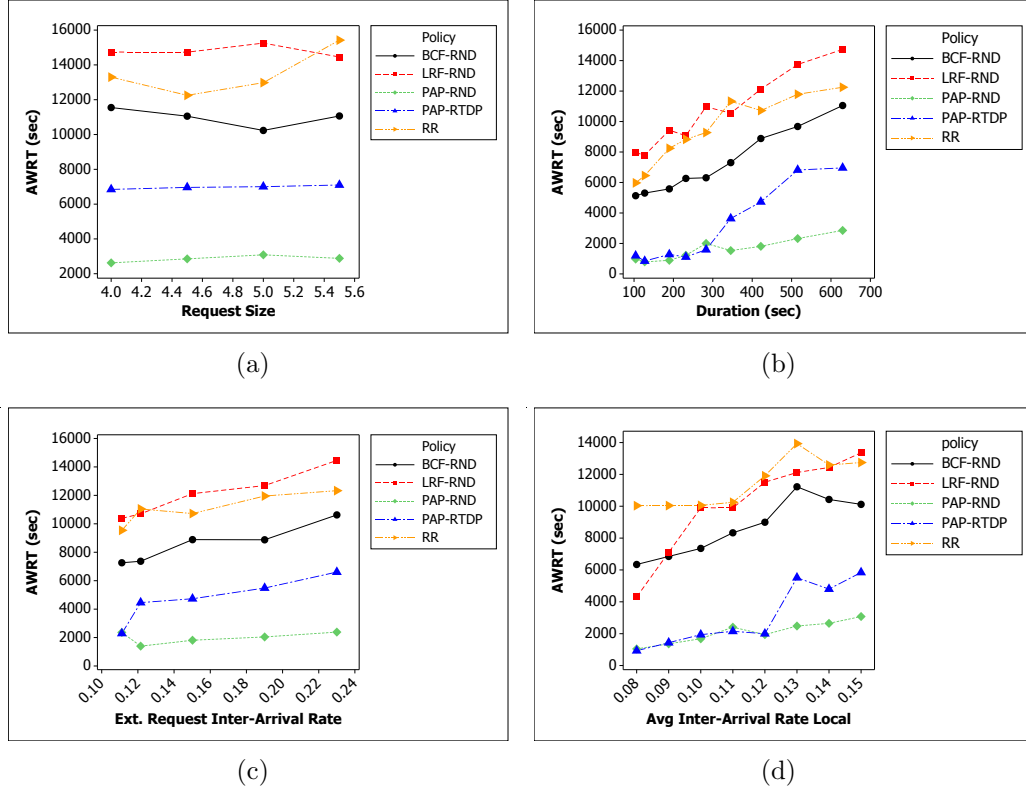 16000
14000
12000
10000
8000
6000
4000
2000
AWRT (sec)
4.0 4.2 4.4 4.6 4.8 5.0 5.2 5.4 5.6
Request Size
Policy
BCF-RND
LRF-RND
PAP-RND
PAP-RTDP
RR
(a)
16000
14000
12000
10000
8000
6000
4000
2000
0
AWRT (sec)
100 200 300 400 500 600 700
Duration (sec)
Policy
BCF-RND
LRF-RND
PAP-RND
PAP-RTDP
RR
(b)
16000
14000
12000
10000
8000
6000
4000
2000
0
AWRT (sec)
0.10 0.12 0.14 0.16 0.18 0.20 0.22 0.24
Ext. Request Inter-Arrival Rate
Policy
BCF-RND
LRF-RND
PAP-RND
PAP-RTDP
RR
(c)
14000
12000
10000
8000
6000
4000
2000
0
AWRT (sec)
0.08 0.09 0.10 0.11 0.12 0.13 0.14 0.15
Avg Inter-Arrival Rate Local
policy
BCF-RND
LRF-RND
PAP-RND
PAP-RTDP
RR
(d)